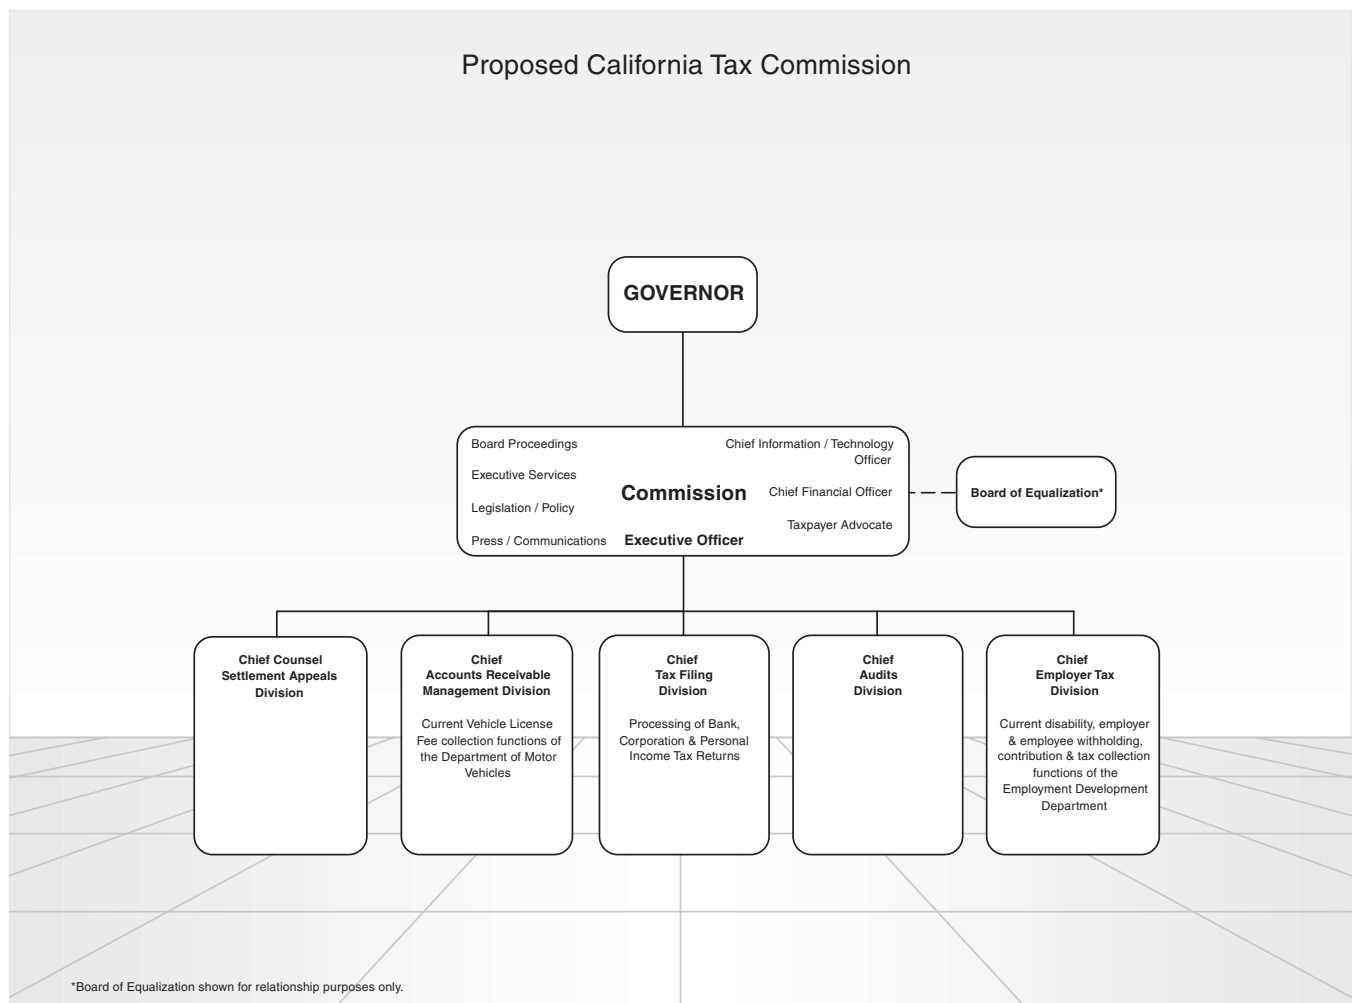 Proposed California Tax Commission
GOVERNOR
Board Proceedings
Executive Services
Legislation / Policy
Press / Communications
Commission
Executive Officer
Chief Information / Technology
Officer
Chief Financial Officer
Taxpayer Advocate
Board of Equalization*
Chief Counsel
Settlement Appeals
Division
Chief
Accounts Receivable
Management Division
Current Vehicle License
Fee collection functions of
the Department of Motor
Vehicles
Chief
Tax Filing
Division
Processing of Bank,
Corporation & Personal
Income Tax Returns
Chief
Audits
Division
Chief
Employer Tax
Division
Current disability, employer
& employee withholding,
contribution & tax collection
functions of the
Employment Development
Department
*Board of Equalization shown for relationship purposes only.